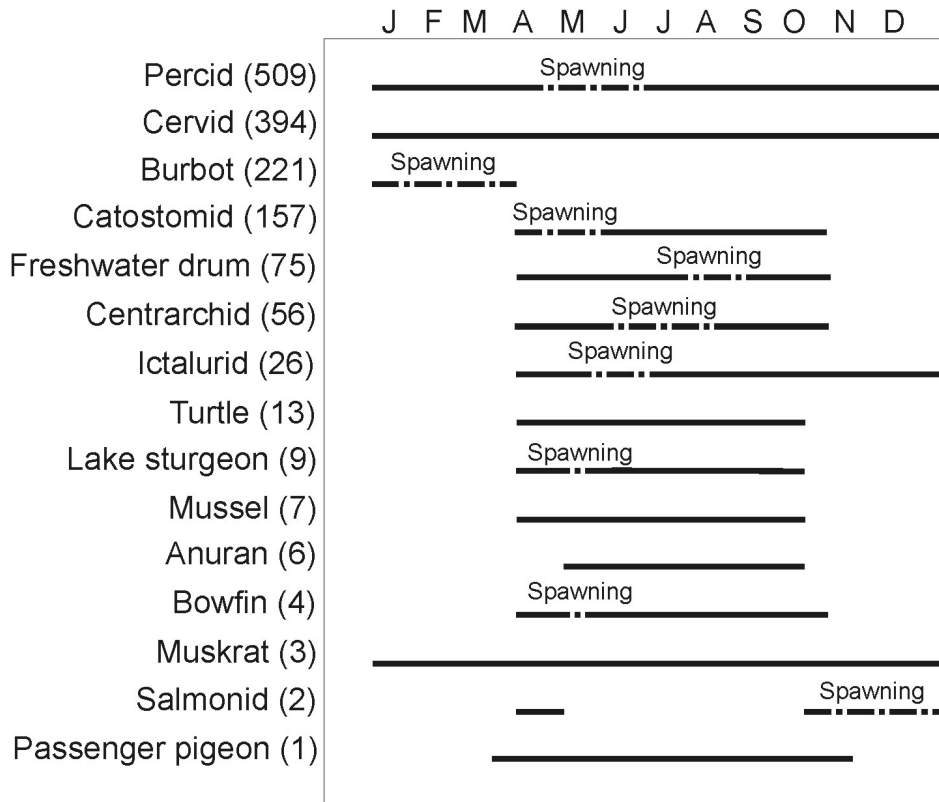 J F M A M J J A S O N D
Percid (509)
Spawning
Cervid (394)
Burbot (221)
Spawning
Catostomid (157)
Spawning
Freshwater drum (75)
Spawning
Centrarchid (56)
Spawning
Ictalurid (26)
Spawning
Turtle (13)
Lake sturgeon (9)
Spawning
Mussel (7)
Anuran (6)
Bowfin (4)
Spawning
Muskrat (3)
Salmonid (2)
Spawning
Passenger pigeon (1)